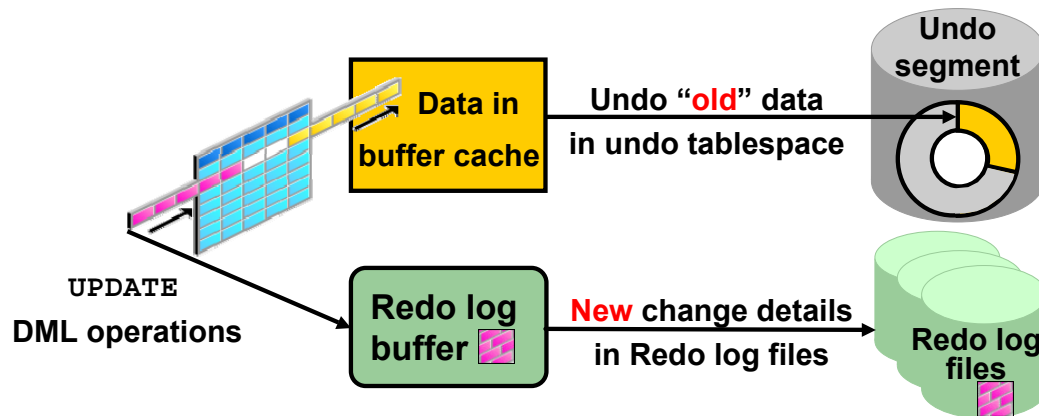 Undo
segment
Data in
buffer cache
Undo “old” data
in undo tablespace
UPDATE
DML operations
Redo log
buffer
New change details
in Redo log files
Redo log
files